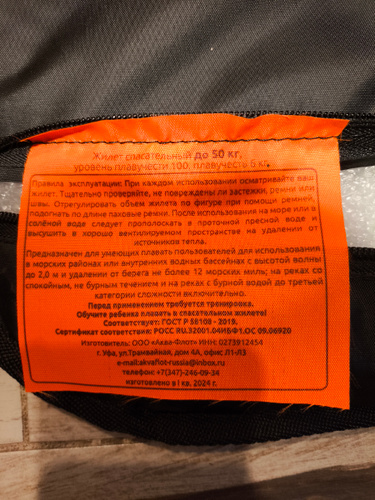 Жилет спасательный до 50 кг.
уровень плавучести 100, плавучесть 6 кг.
Правила эксплуатации: При каждом использовании осматривайте ваш
жилет. Тщательно проверяйте, не повреждены ли застежки, ремни или
швы. Отрегулировать объем жилета по фигуре при помощи ремней,
подогнать по длине паховые ремни. После использования на море или в
солёной воде следует прополоскать в проточной пресной воде и
высушить в хорошо вентилируемом пространстве на удалении от
источников тепла.
Предназначен для умеющих плавать пользователей для использования
в морских районах или внутренних водных бассейнах с высотой волны
до 2,0 м и удалении от берега не более 12 морских миль; на реках со
спокойным, не бурным течением и на реках с бурной водой до третьей
категории сложности включительно.
Перед применением требуется тренировка.
Обучите ребенка плавать в спасательном жилете!
Соответствует: ГОСТ Р 58108 - 2019.
Сертификат соответствия: РОСС RU.32001.04ИБФ1.ОС 09.06920
Изготовитель: ООО «Аква-Флот» ИНН: 0273912454
г. Уфа, ул.Трамвайная, дом 4А, офис Л1-Л3
e-mail:akvaflot-russia@inbox.ru
телефон: +7(347)-246-09-34
изготовлено в I кв, 2024 г.